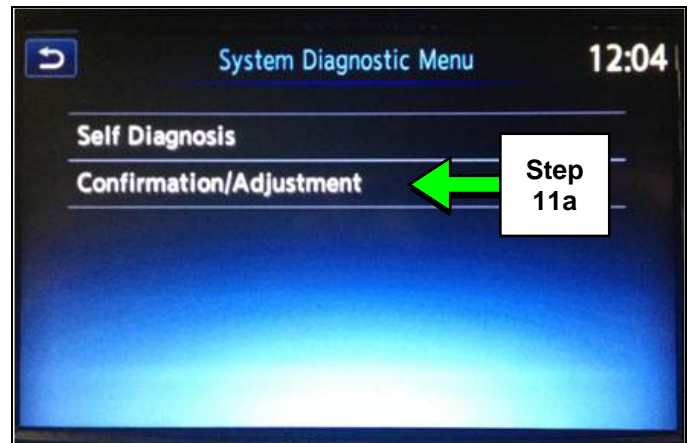 System Diagnostic Menu 12:04
Self Diagnosis
Confirmation/Adjustment
Step
11a